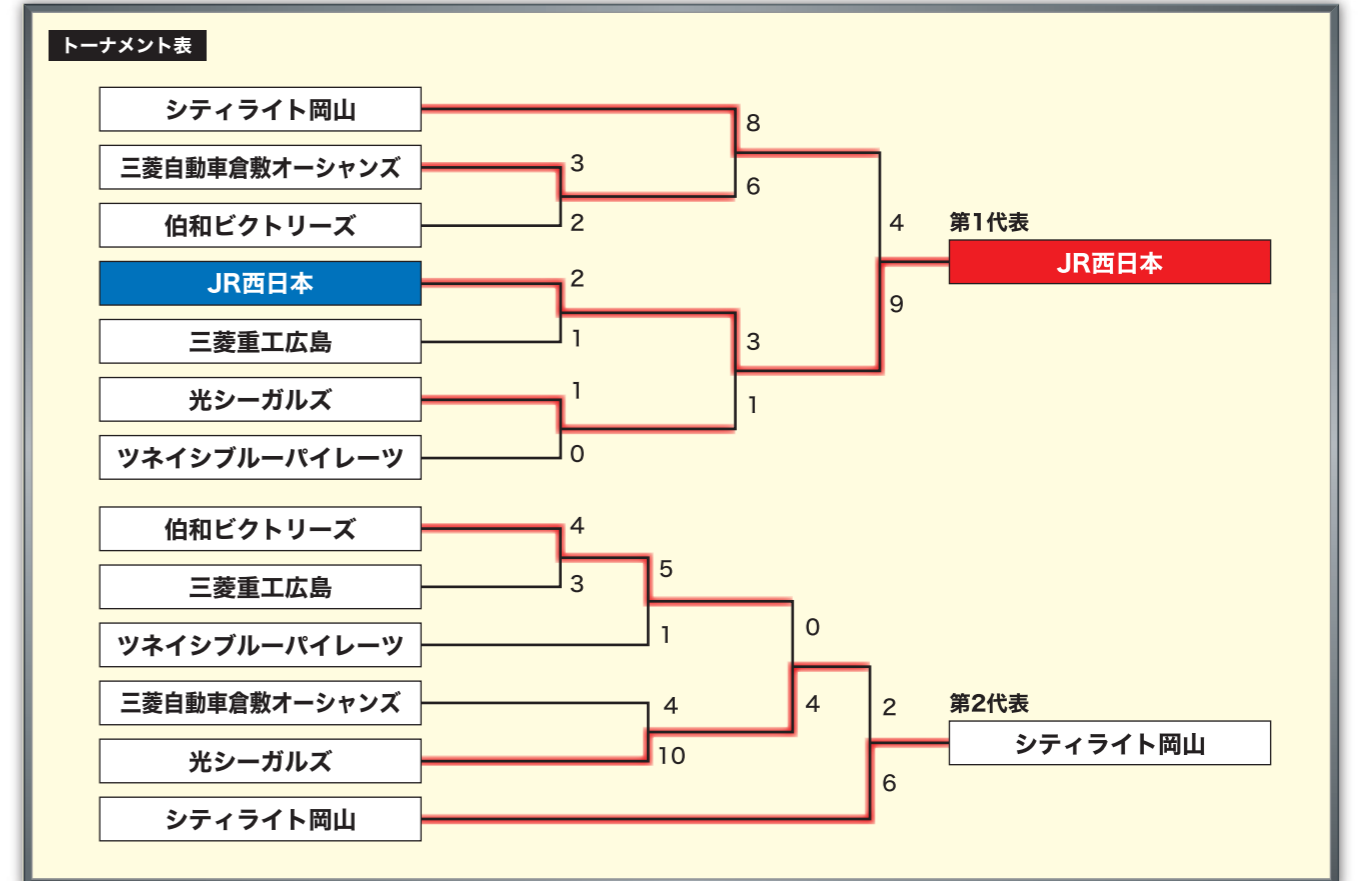 トーナメント表
シティライト岡山
8
三菱自動車倉敷オーシャンズ
3
6
伯和ビクトリーズ
2
4
第1代表
JR西日本
JR西日本
2
9
三菱重工広島
1
3
光シーガルズ
1
1
ツネイシブルーパイレーツ
0
伯和ビクトリーズ
4
5
三菱重工広島
3
0
ツネイシブルーパイレーツ
1
三菱自動車倉敷オーシャンズ
4
4
2
第2代表
シティライト岡山
光シーガルズ
10
6
シティライト岡山